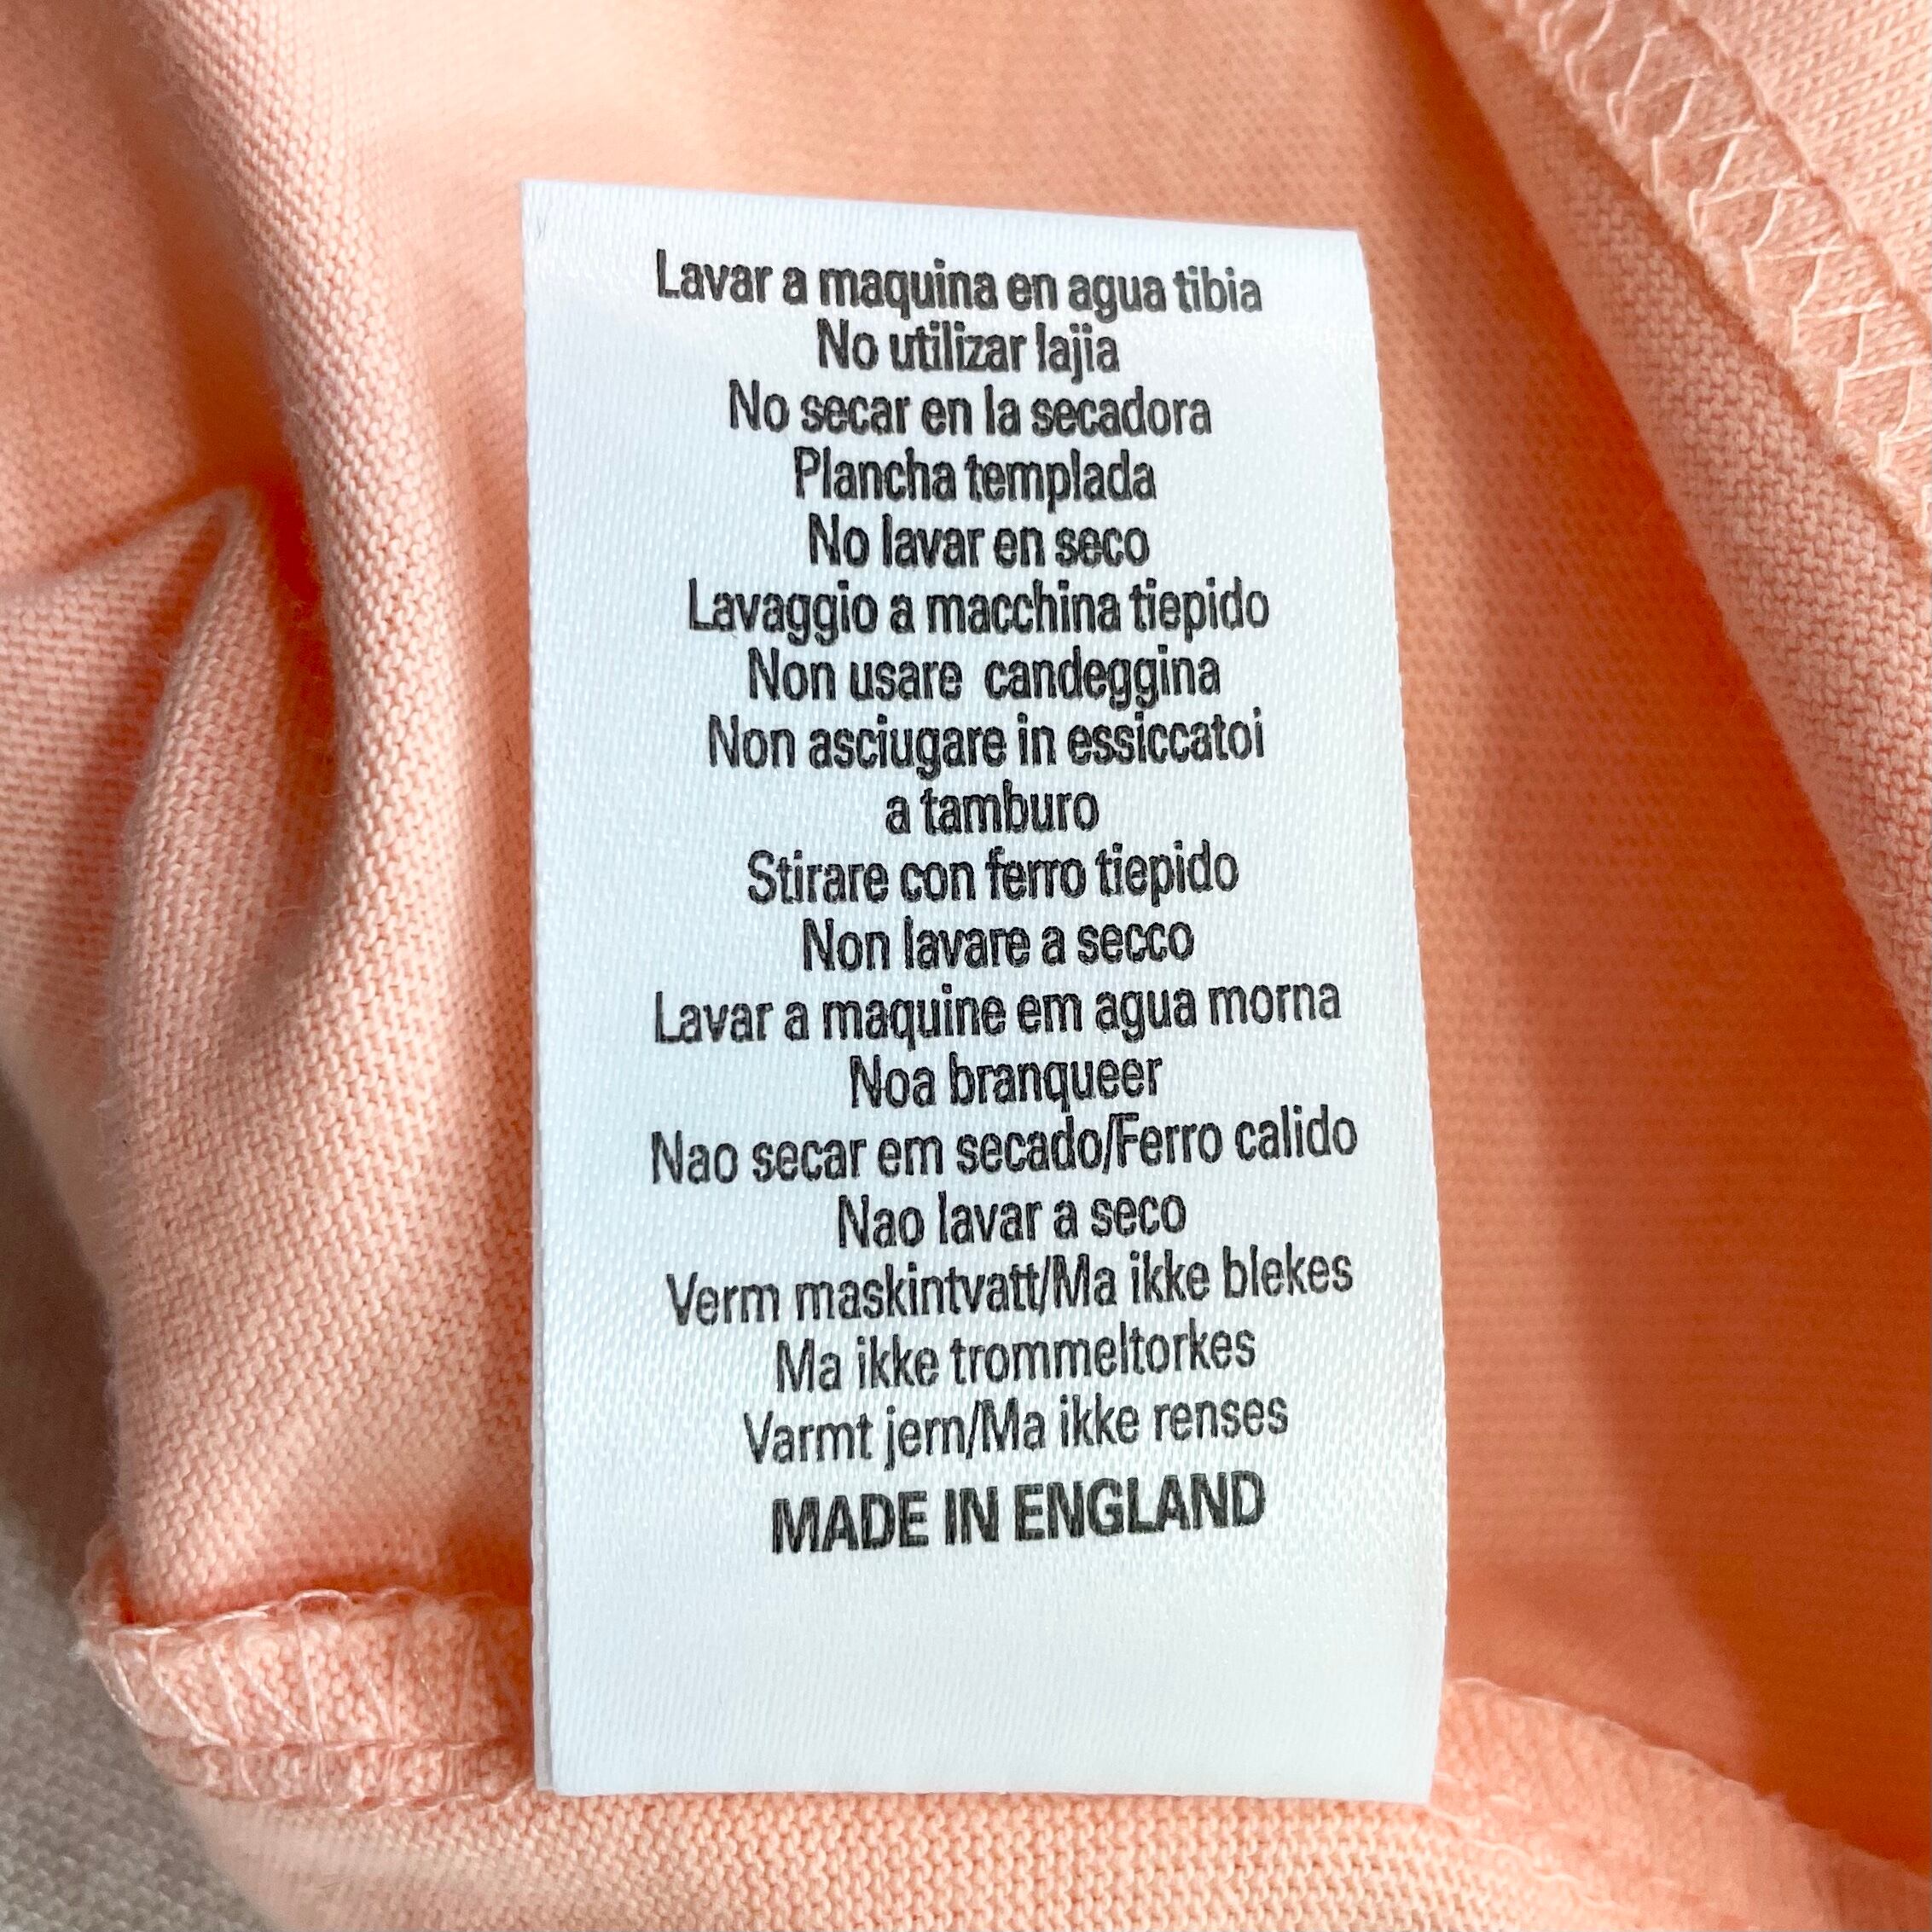 Lavar a maquina en agua tibia
No utilizar lajia
No secar en la secadora
Plancha templada
No lavar en seco
Lavaggio a macchina tiepido
Non usare candeggina
Non asciugare in essiccatoi
a tamburo
Stirare con ferro tiepido
Non lavare a secco
Lavar a maquine em agua morna
Noa branqueer
Nao secar em secado/Ferro calido
Nao lavar a seco
Verm maskintvatt/Ma ikke blekes
Ma ikke trommeltorkes
Varmt jern/Ma ikke renses
MADE IN ENGLAND